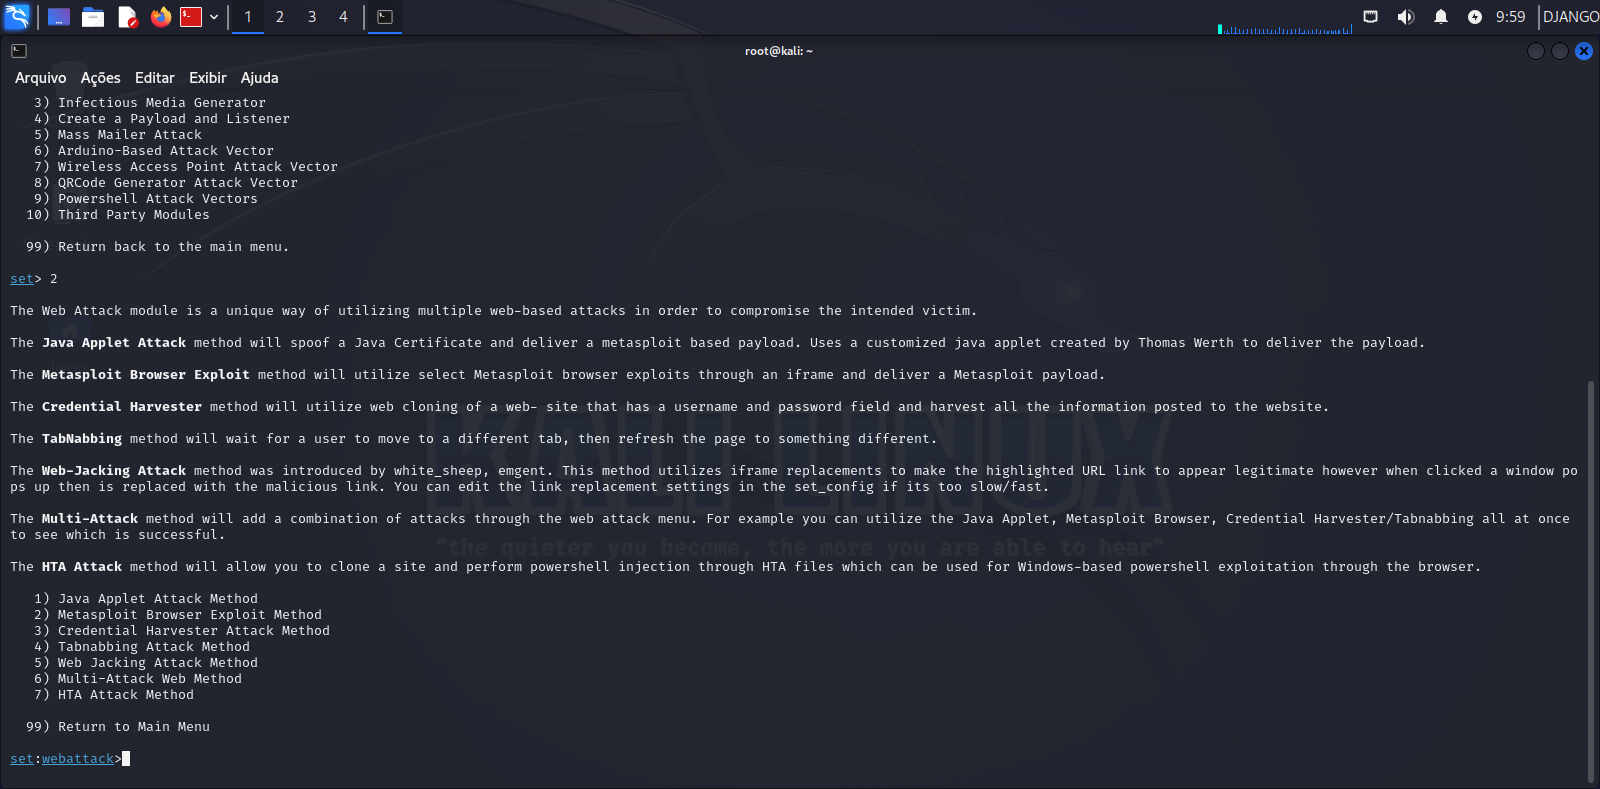 1 2 3 4 9:59 DJANGO
root@kali: ~
Arquivo Ações Editar Exibir Ajuda
3) Infectious Media Generator
4) Create a Payload and Listener
5) Mass Mailer Attack
6) Arduino-Based Attack Vector
7) Wireless Access Point Attack Vector
8) QRCode Generator Attack Vector
9) Powershell Attack Vectors
10) Third Party Modules
99) Return back to the main menu.
set> 2
The Web Attack module is a unique way of utilizing multiple web-based attacks in order to compromise the intended victim.
The Java Applet Attack method will spoof a Java Certificate and deliver a metasploit based payload. Uses a customized java applet created by Thomas Werth to deliver the payload.
The Metasploit Browser Exploit method will utilize select Metasploit browser exploits through an iframe and deliver a Metasploit payload.
The Credential Harvester method will utilize web cloning of a web- site that has a username and password field and harvest all the information posted to the website.
The TabNabbing method will wait for a user to move to a different tab, then refresh the page to something different.
The Web-Jacking Attack method was introduced by white_sheep, emgent. This method utilizes iframe replacements to make the highlighted URL link to appear legitimate however when clicked a window po
ps up then is replaced with the malicious link. You can edit the link replacement settings in the set_config if its too slow/fast.
KALI LINUX
The Multi-Attack method will add a combination of attacks through the web attack menu. For example you can utilize the Java Applet, Metasploit Browser, Credential Harvester/Tabnabbing all at once
to see which is successful.
"the quieter you become, the more you are able to hear"
The HTA Attack method will allow you to clone a site and perform powershell injection through HTA files which can be used for Windows-based powershell exploitation through the browser.
1) Java Applet Attack Method
2) Metasploit Browser Exploit Method
3) Credential Harvester Attack Method
4) Tabnabbing Attack Method
5) Web Jacking Attack Method
6) Multi-Attack Web Method
7) HTA Attack Method
99) Return to Main Menu
set:webattack>